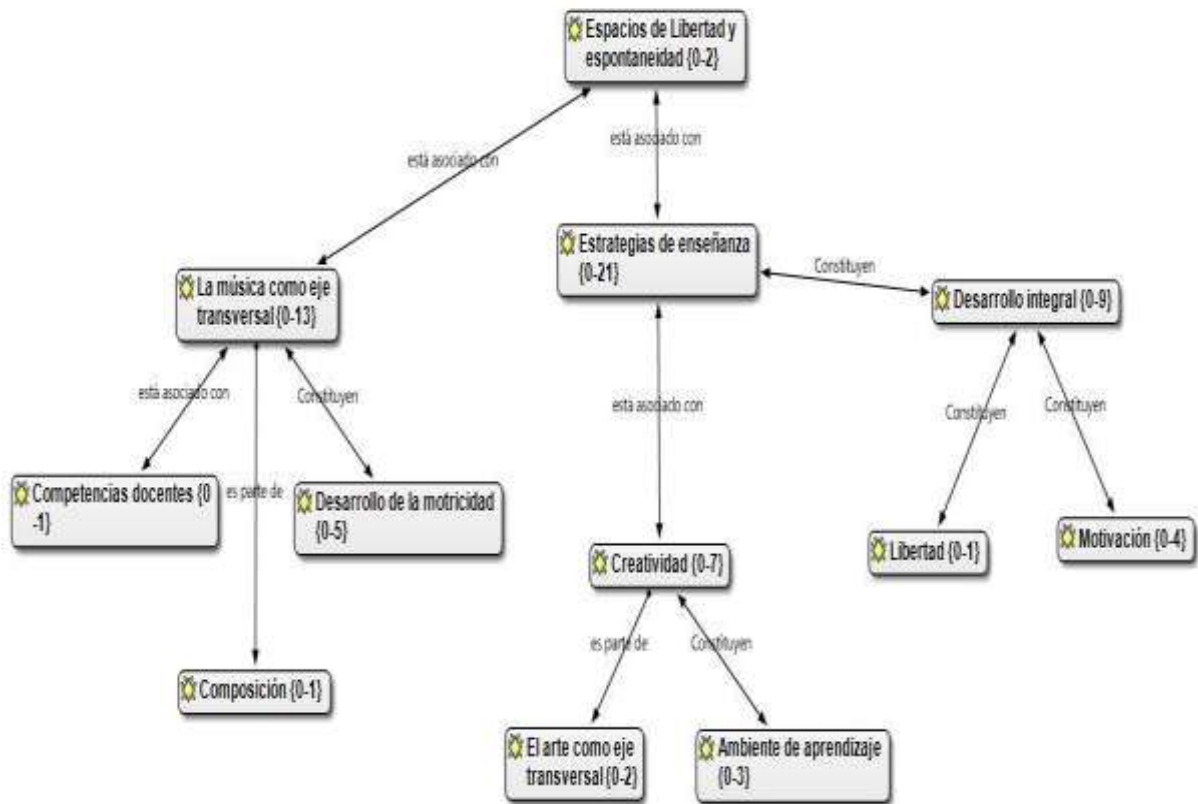 Espacios de Libertad y
espontaneidad {0-2}
está asociado con
está asociado con
Estrategias de enseñanza
{0-21}
Constituyen
La música como eje
transversal {0-13}
Desarrollo integral {0-9}
está asociado con
Constituyen
está asociado con
Constituyen
Constituyen
Competencias docentes {0
-1}
es parte de
Desarrollo de la motricidad
{0-5}
Creatividad {0-7}
Libertad {0-1}
Motivación {0-4}
es parte de
Constituyen
Composición {0-1}
El arte como eje
transversal {0-2}
Ambiente de aprendizaje
{0-3}